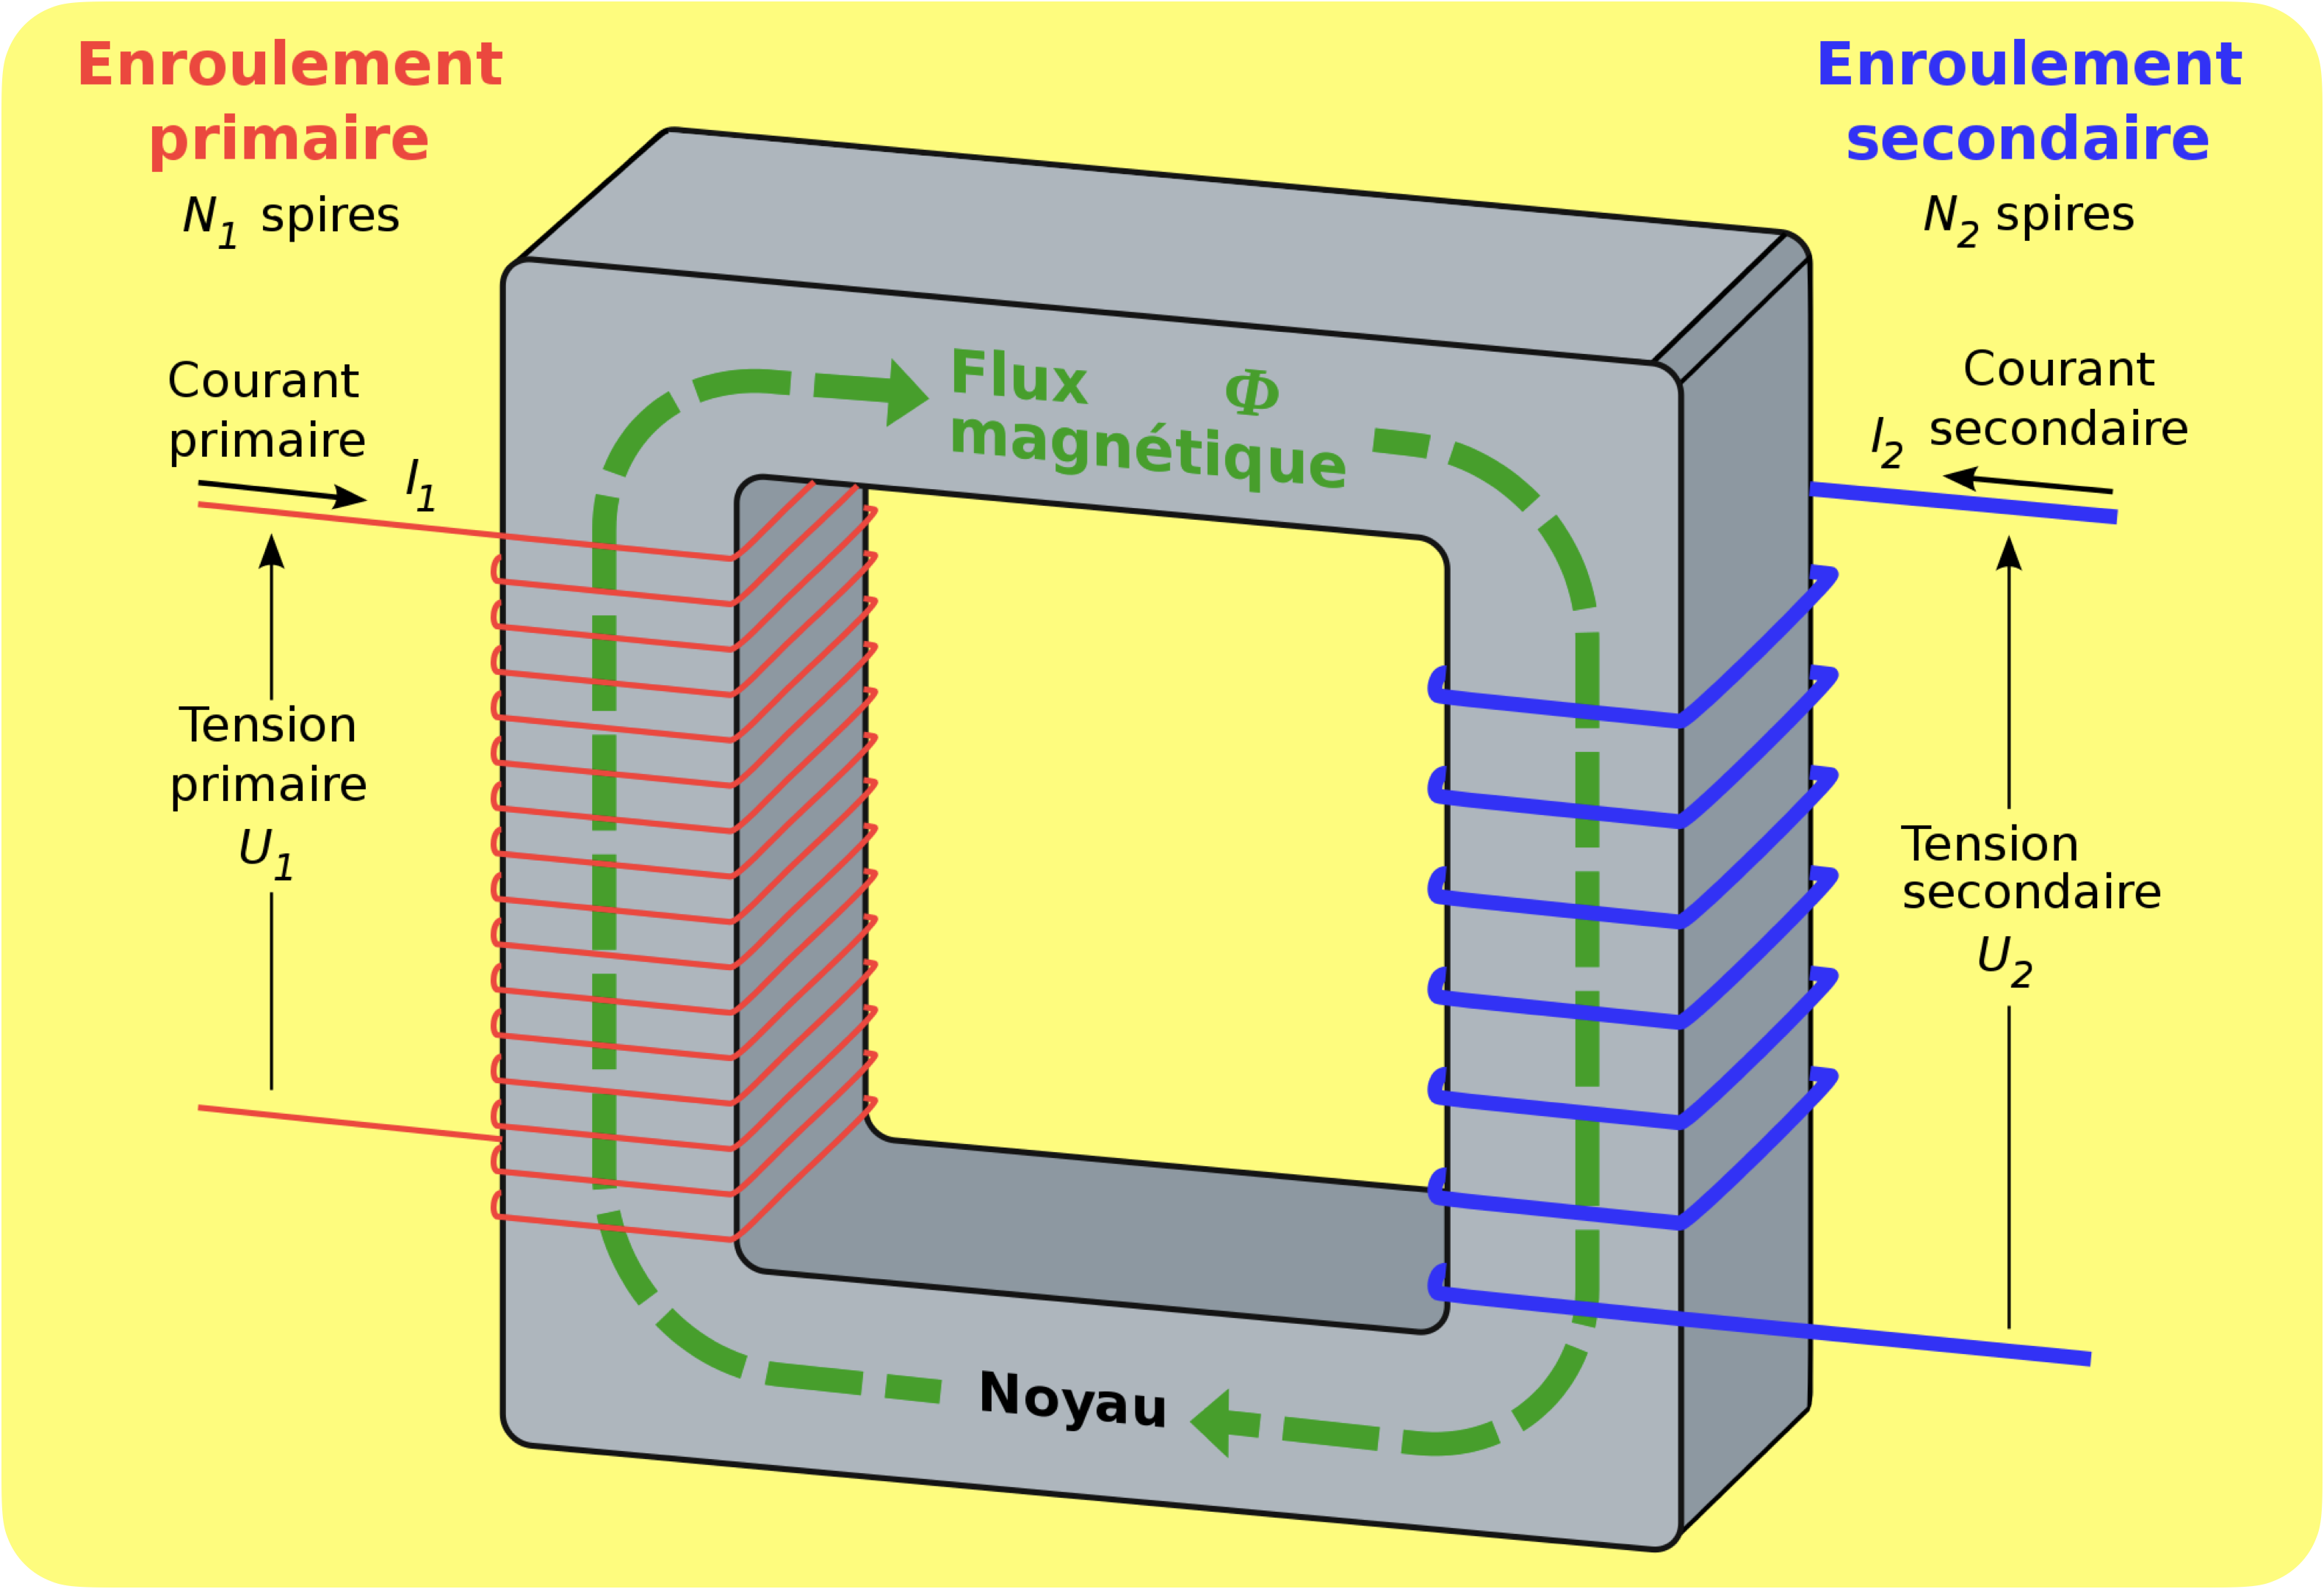 Enroulement
primaire
N1 spires
Courant
primaire
I1
Tension
primaire
U1
Flux Φ
magnétique
Noyau
Enroulement
secondaire
N2 spires
Courant
I2 secondaire
Tension
secondaire
U2